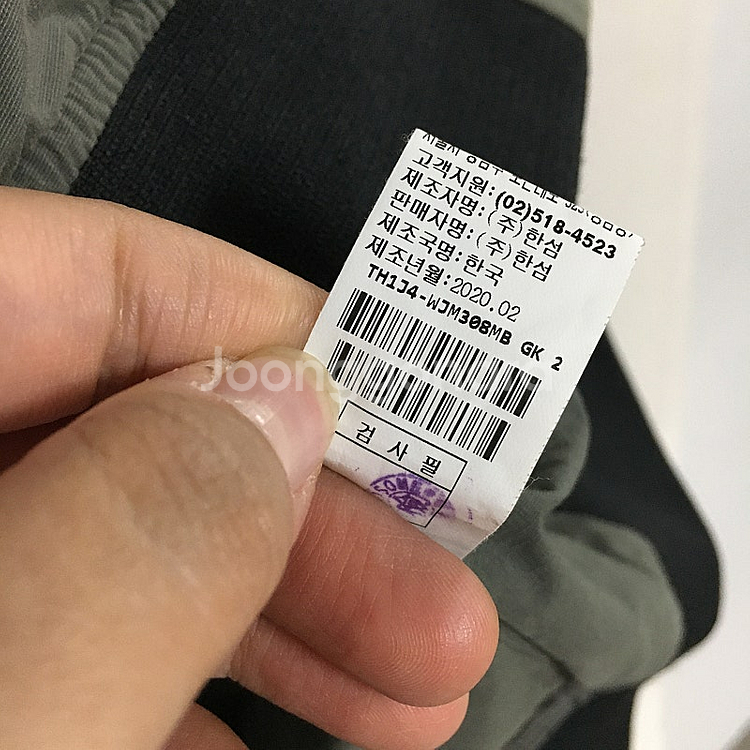 고객지원:(02)518-4523
제조자명:(주)한섬
판매자명:(주)한섬
제조국명:한국
제조년월:2020.02
TH1J4-WJM308MB GK 2
검사필